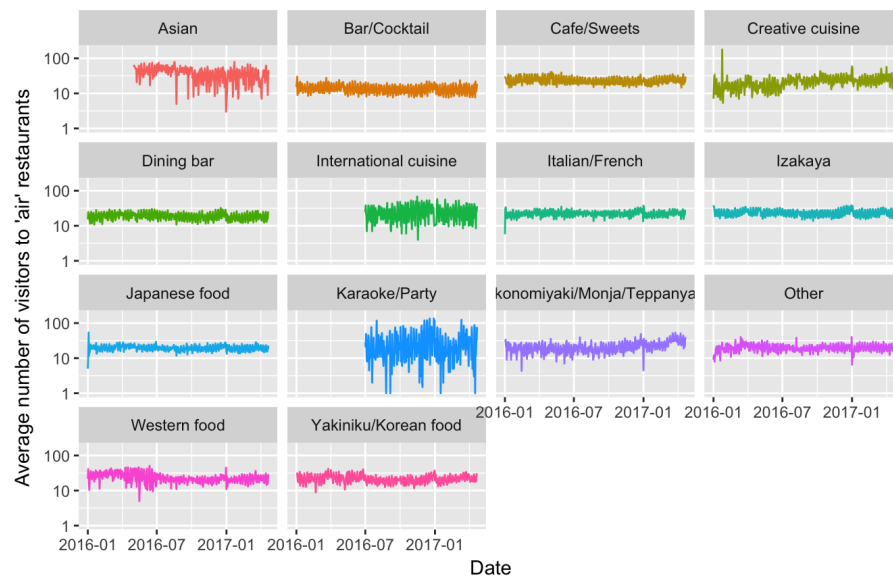 Average number of visitors to 'air' restaurants
Asian
Bar/Cocktail
Cafe/Sweets
Creative cuisine
100
10
1
Dining bar
International cuisine
Italian/French
Izakaya
100
10
1
Japanese food
Karaoke/Party
konomiyaki/Monja/Teppanya
Other
100
10
1
2016-01 2016-07 2017-01
2016-01 2016-07 2017-01
Western food
Yakiniku/Korean food
100
10
1
2016-01 2016-07 2017-01
2016-01 2016-07 2017-01
Date